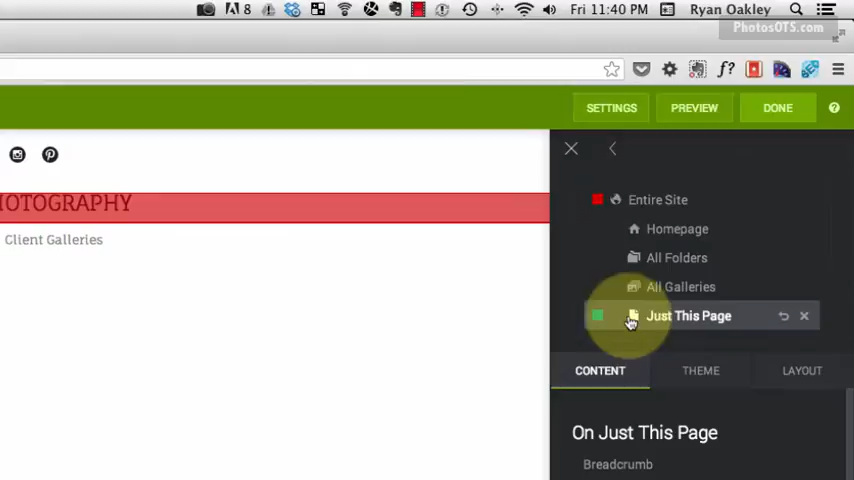 8 Fri 11:40 PM Ryan Oakley
PhotosOTS.com
f?
SETTINGS PREVIEW DONE ?
HOTOGRAPHY
Client Galleries
Entire Site
Homepage
All Folders
All Galleries
Just This Page
CONTENT THEME LAYOUT
On Just This Page
Breadcrumb